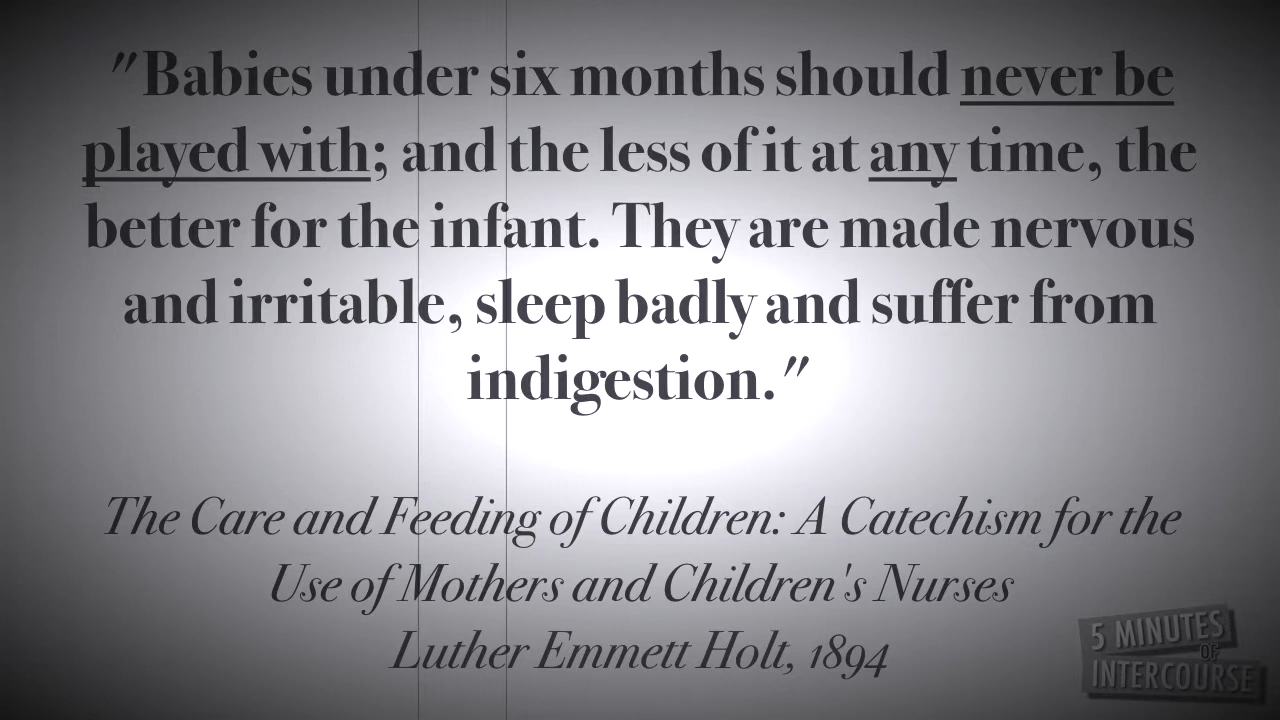 "Babies under six months should never be
played with; and the less of it at any time, the
better for the infant. They are made nervous
and irritable, sleep badly and suffer from
indigestion."
The Care and Feeding of Children: A Catechism for the
Use of Mothers and Children's Nurses
Luther Emmett Holt, 1894
5 MINUTES
OF
INTERCOURSE